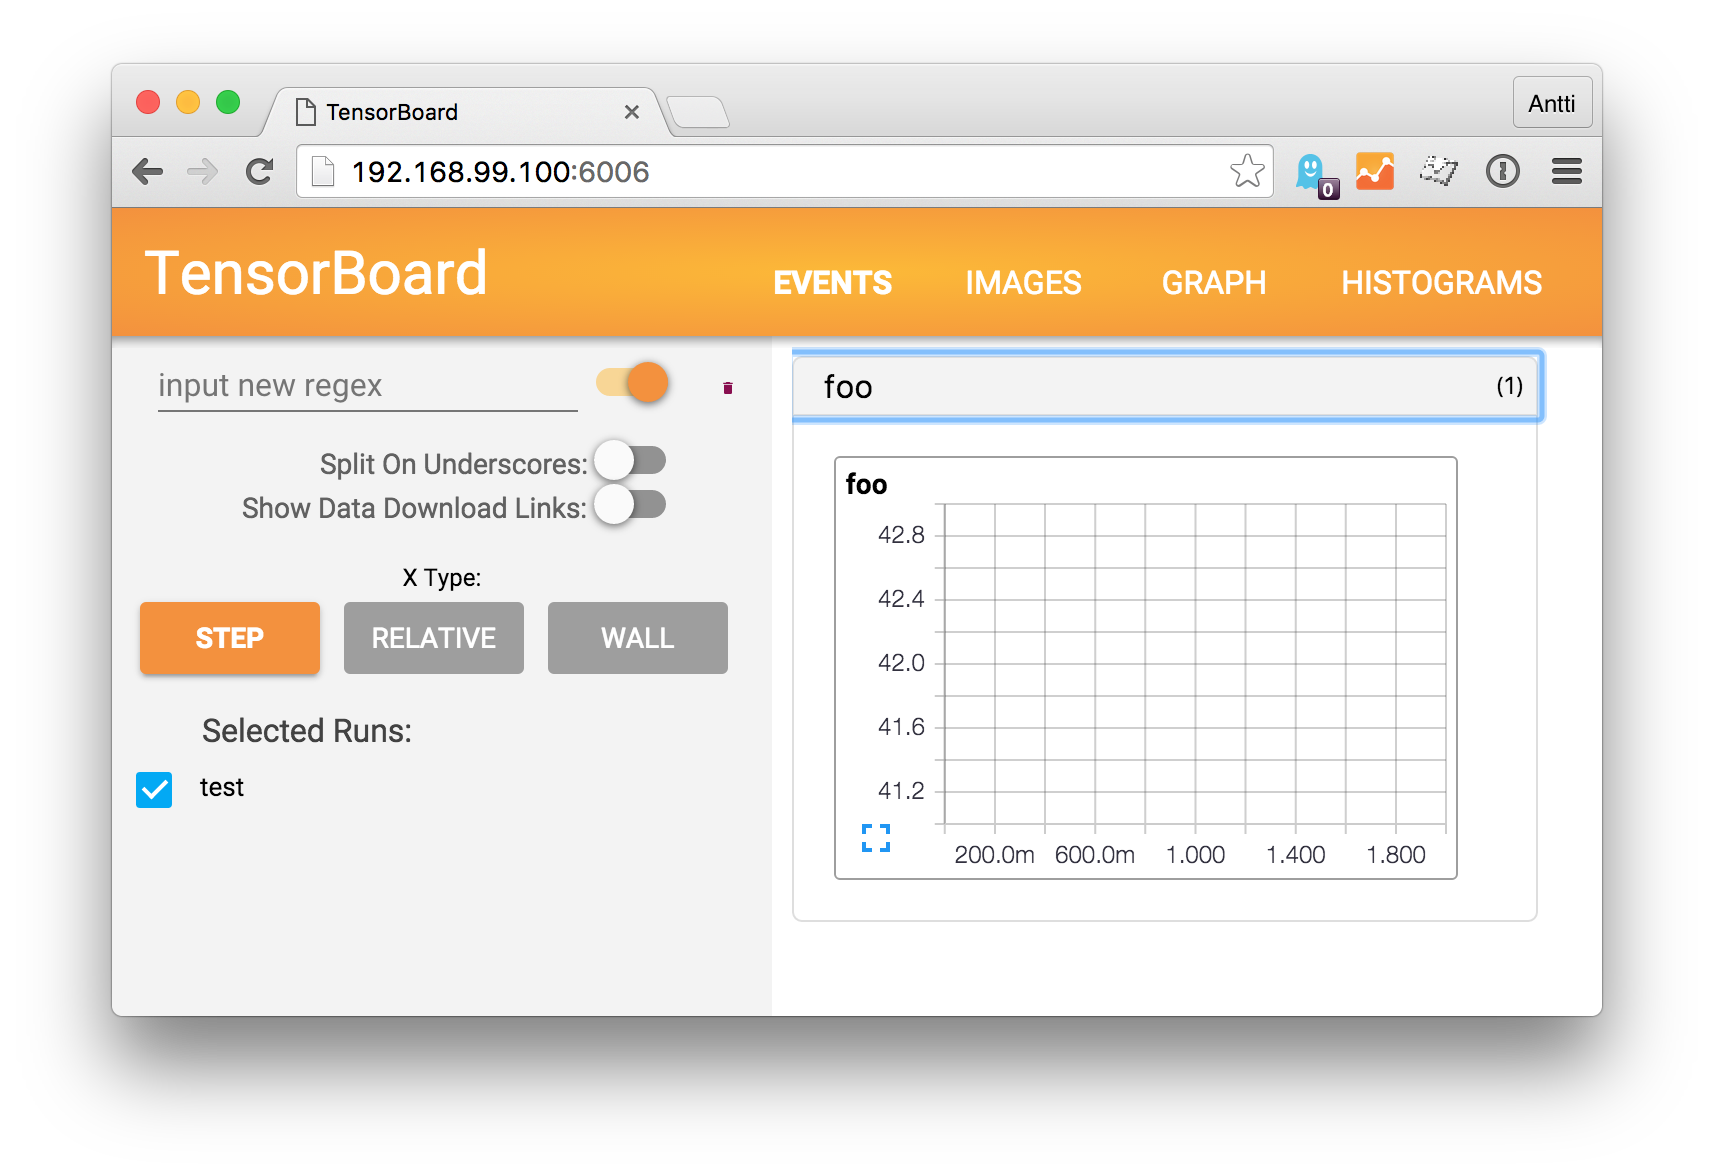 TensorBoard
Antti
192.168.99.100:6006
0
TensorBoard
EVENTS IMAGES GRAPH HISTOGRAMS
input new regex
Split On Underscores:
Show Data Download Links:
X Type:
STEP RELATIVE WALL
Selected Runs:
test
foo (1)
foo
42.8
42.4
42.0
41.6
41.2
200.0m 600.0m 1.000 1.400 1.800